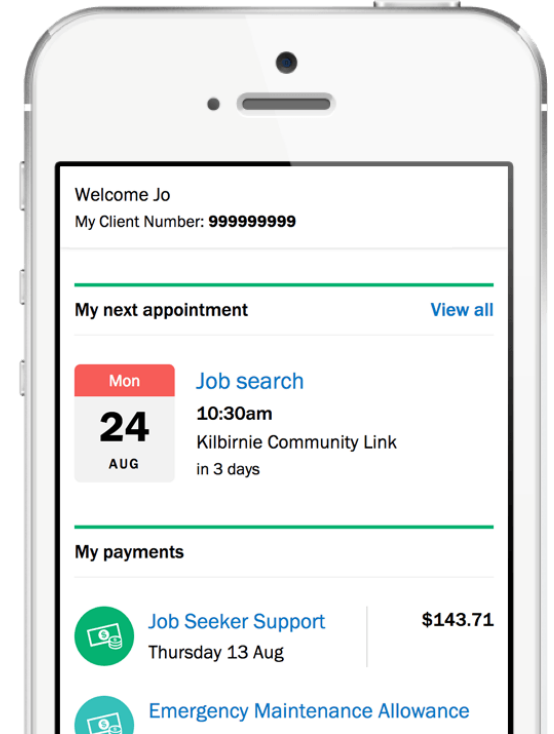 Welcome Jo
My Client Number: 999999999
My next appointment View all
Mon
24
AUG
Job search
10:30am
Kilbirnie Community Link
in 3 days
My payments
Job Seeker Support $143.71
Thursday 13 Aug
Emergency Maintenance Allowance